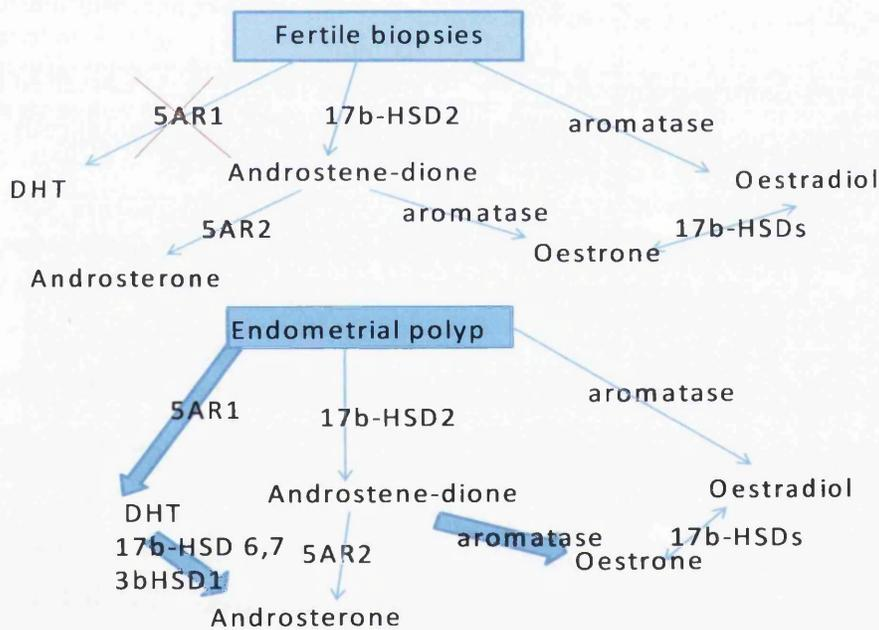 Fertile biopsies
5AR1
17b-HSD2
aromatase
DHT
Androstene-dione
Oestradiol
5AR2
aromatase
17b-HSDs
Oestrone
Androsterone
Endometrial polyp
5AR1
17b-HSD2
aromatase
DHT
Androstene-dione
Oestradiol
17b-HSD 6,7
3bHSD1
5AR2
aromatase
17b-HSDs
Oestrone
Androsterone